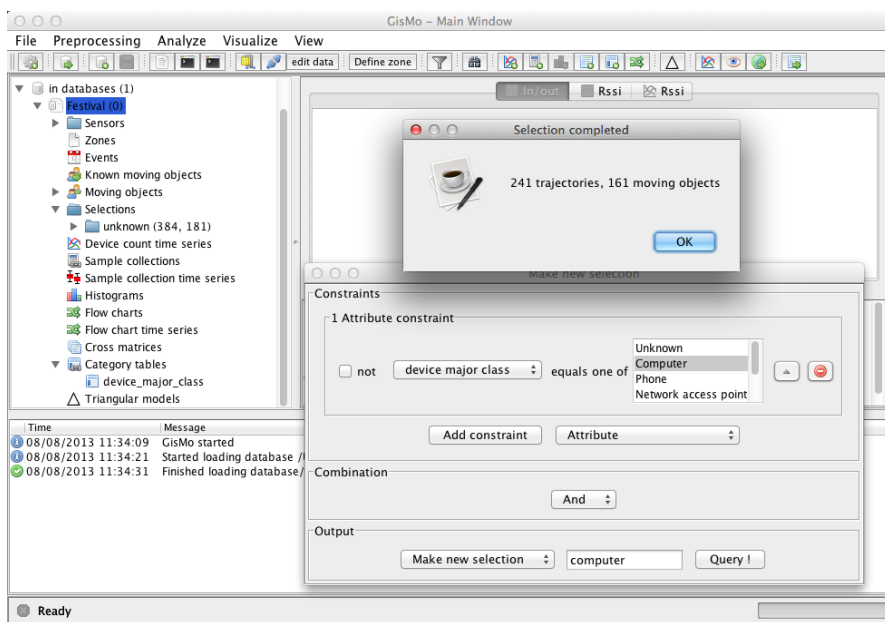 GisMo – Main Window
File Preprocessing Analyze Visualize View
edit data Define zone
in databases (1)
Festival (0)
Sensors
Zones
Events
Known moving objects
Moving objects
Selections
unknown (384, 181)
Device count time series
Sample collections
Sample collection time series
Histograms
Flow charts
Flow chart time series
Cross matrices
Category tables
device_major_class
Triangular models
In/out Rssi Rssi
Selection completed
241 trajectories, 161 moving objects
OK
Make new selection
Constraints
1 Attribute constraint
not device major class equals one of
Unknown
Computer
Phone
Network access point
Add constraint Attribute
Combination
And
Output
Make new selection computer Query !
Time Message
08/08/2013 11:34:09 GisMo started
08/08/2013 11:34:21 Started loading database
08/08/2013 11:34:31 Finished loading database/
Ready